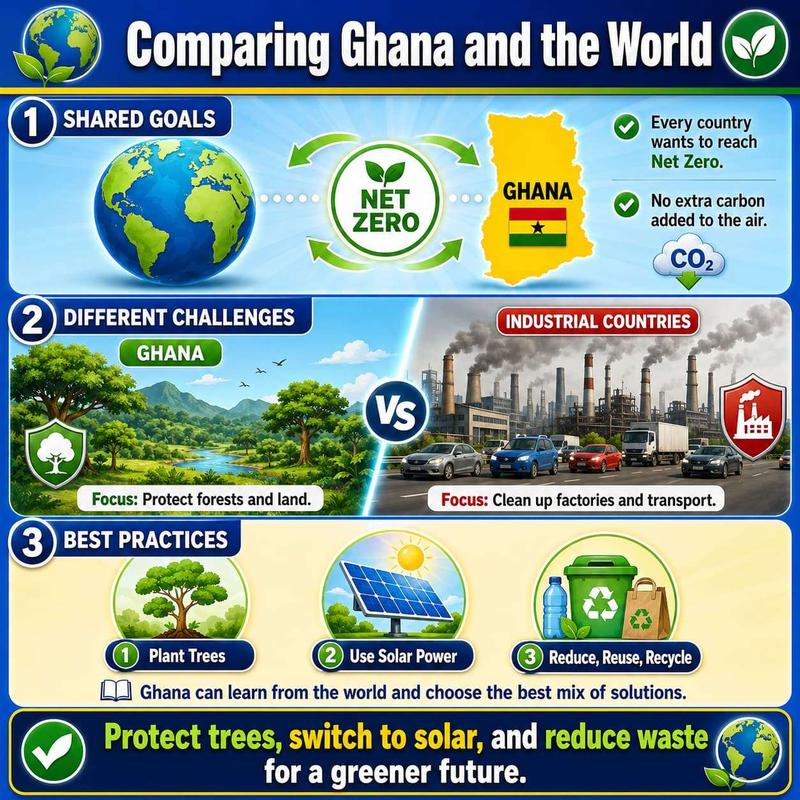 Comparing Ghana and the World
1 SHARED GOALS
NET
ZERO
GHANA
Every country
wants to reach
Net Zero.
No extra carbon
added to the air.
CO₂
2 DIFFERENT CHALLENGES
GHANA
Focus: Protect forests and land.
VS
INDUSTRIAL COUNTRIES
Focus: Clean up factories and transport.
3 BEST PRACTICES
1 Plant Trees
2 Use Solar Power
3 Reduce, Reuse, Recycle
Ghana can learn from the world and choose the best mix of solutions.
Protect trees, switch to solar, and reduce waste
for a greener future.